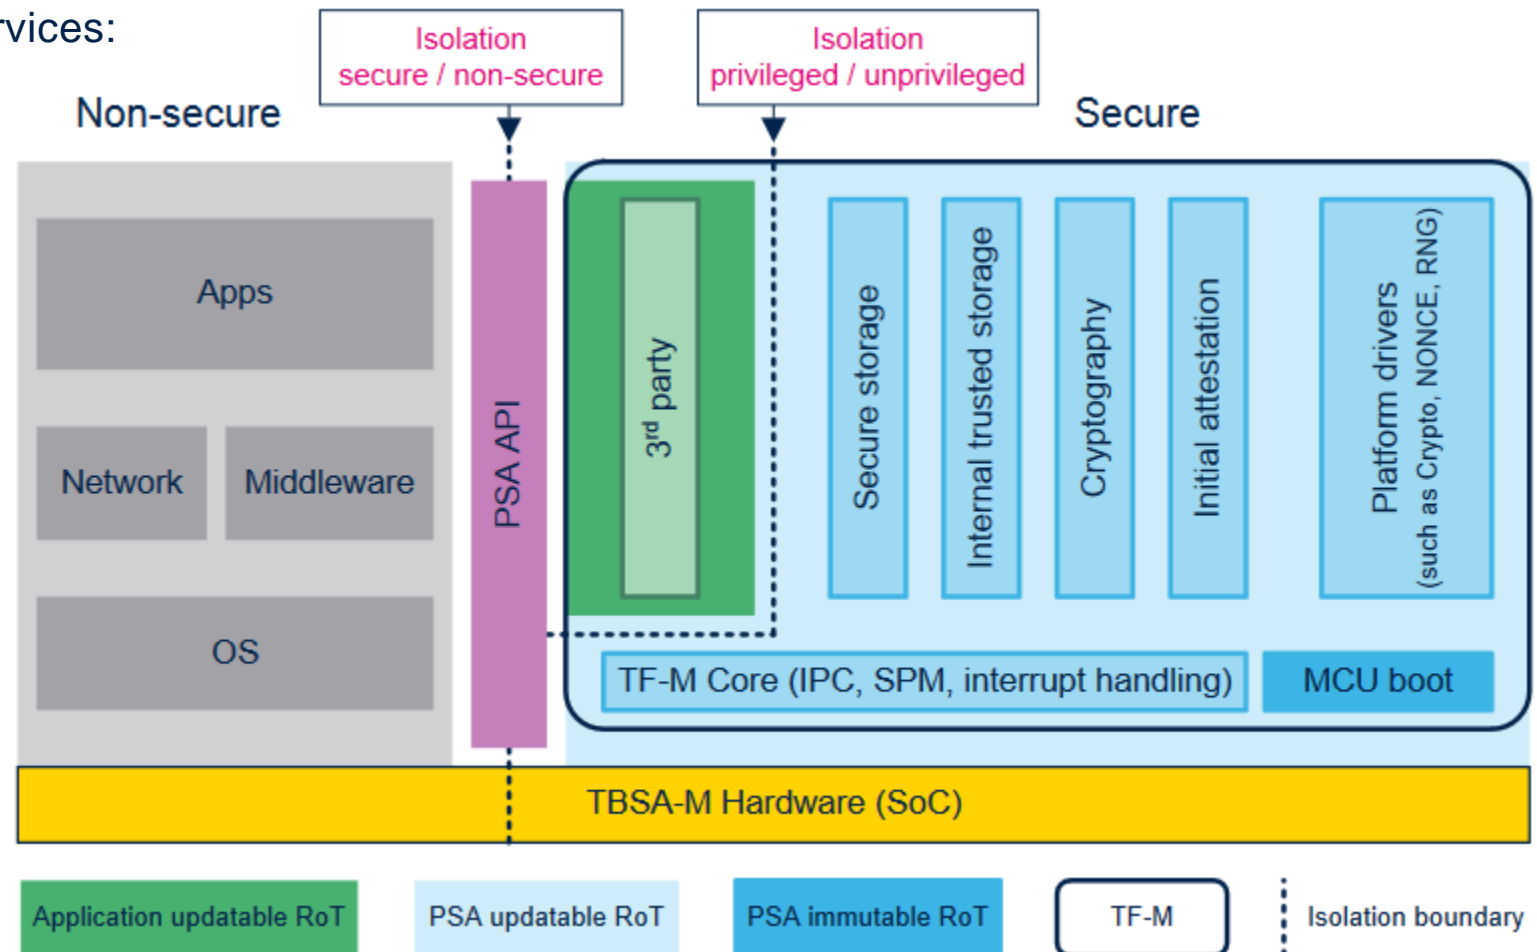 rvices:
Isolation
secure / non-secure
Isolation
privileged / unprivileged
Non-secure
Secure
Apps
Network
Middleware
OS
PSA API
3rd party
Secure storage
Internal trusted storage
Cryptography
Initial attestation
Platform drivers
(such as Crypto, NONCE, RNG)
TF-M Core (IPC, SPM, interrupt handling)
MCU boot
TBSA-M Hardware (SoC)
Application updatable RoT
PSA updatable RoT
PSA immutable RoT
TF-M
Isolation boundary